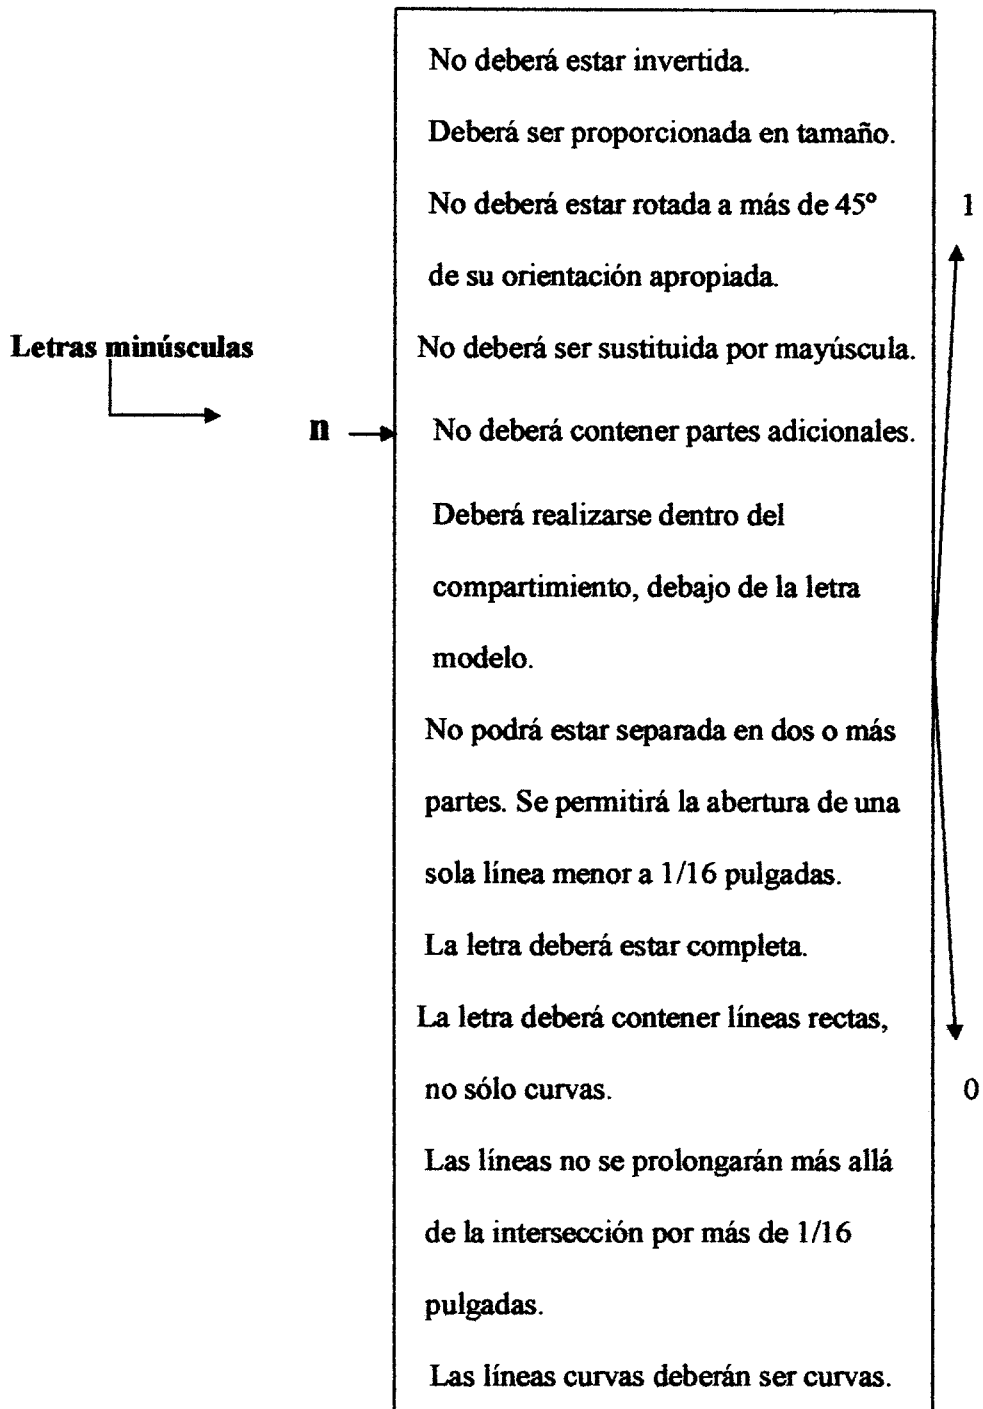 No deberá estar invertida.
Deberá ser proporcionada en tamaño.
No deberá estar rotada a más de 45º
1
de su orientación apropiada.
Letras minúsculas
No deberá ser sustituida por mayúscula.
n
No deberá contener partes adicionales.
Deberá realizarse dentro del
compartimiento, debajo de la letra
modelo.
No podrá estar separada en dos o más
partes. Se permitirá la abertura de una
sola línea menor a 1/16 pulgadas.
La letra deberá estar completa.
La letra deberá contener líneas rectas,
no sólo curvas.
0
Las líneas no se prolongarán más allá
de la intersección por más de 1/16
pulgadas.
Las líneas curvas deberán ser curvas.